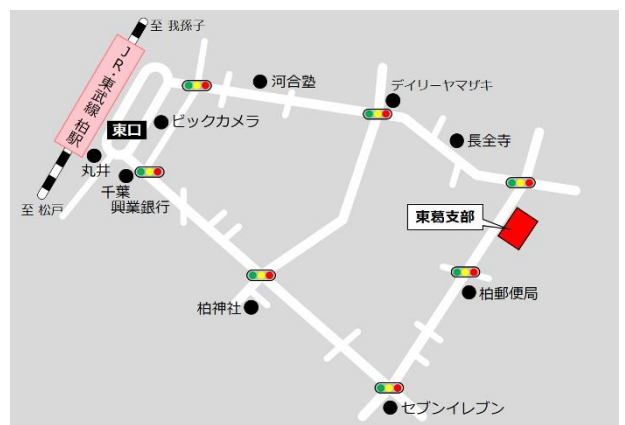 至 我孫子
JR・東武線 柏駅
河合塾
デイリーヤマザキ
ビックカメラ
東口
長全寺
丸井
千葉
興業銀行
至 松戸
東葛支部
柏神社
柏郵便局
セブンイレブン